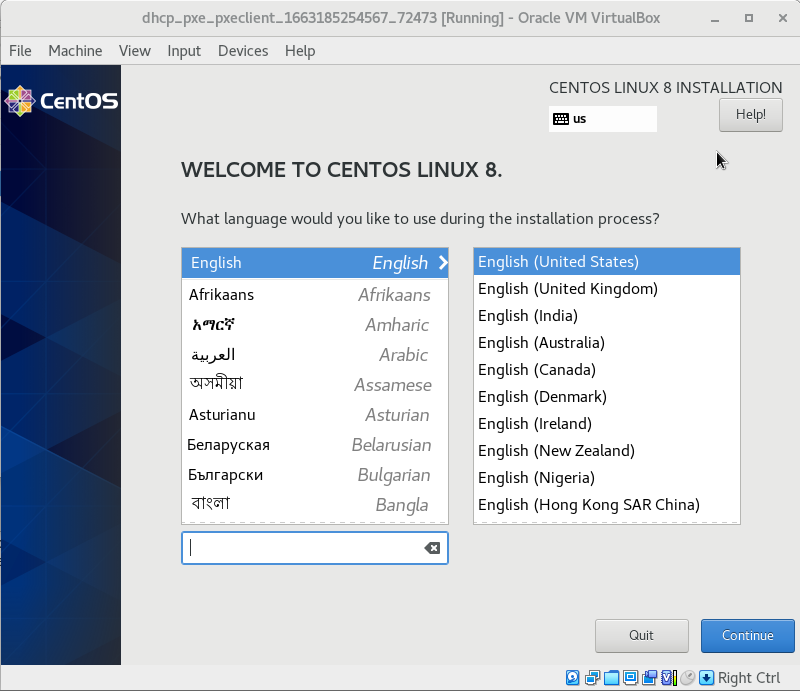 dhcp_pxe_pxeclient_1663185254567_72473 [Running] - Oracle VM VirtualBox
File Machine View Input Devices Help
CentOS
CENTOS LINUX 8 INSTALLATION
us
Help!
WELCOME TO CENTOS LINUX 8.
What language would you like to use during the installation process?
English English
Afrikaans Afrikaans
አማርኛ Amharic
العربية Arabic
অসমীয়া Assamese
Asturianu Asturian
Беларуская Belarusian
Български Bulgarian
বাংলা Bangla
English (United States)
English (United Kingdom)
English (India)
English (Australia)
English (Canada)
English (Denmark)
English (Ireland)
English (New Zealand)
English (Nigeria)
English (Hong Kong SAR China)
Quit
Continue
Right Ctrl